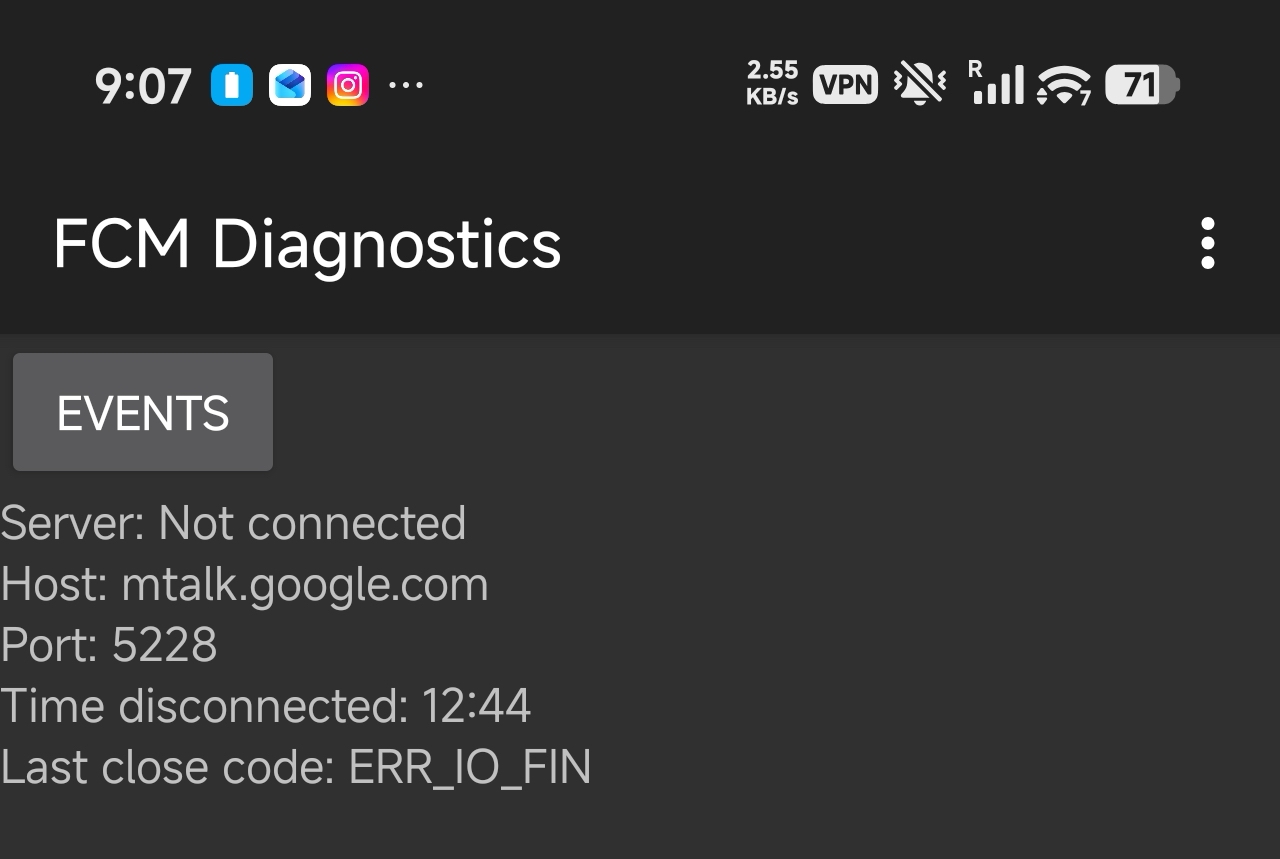 9:07 ... 2.55 KB/s VPN R 7 71
FCM Diagnostics
EVENTS
Server: Not connected
Host: mtalk.google.com
Port: 5228
Time disconnected: 12:44
Last close code: ERR_IO_FIN